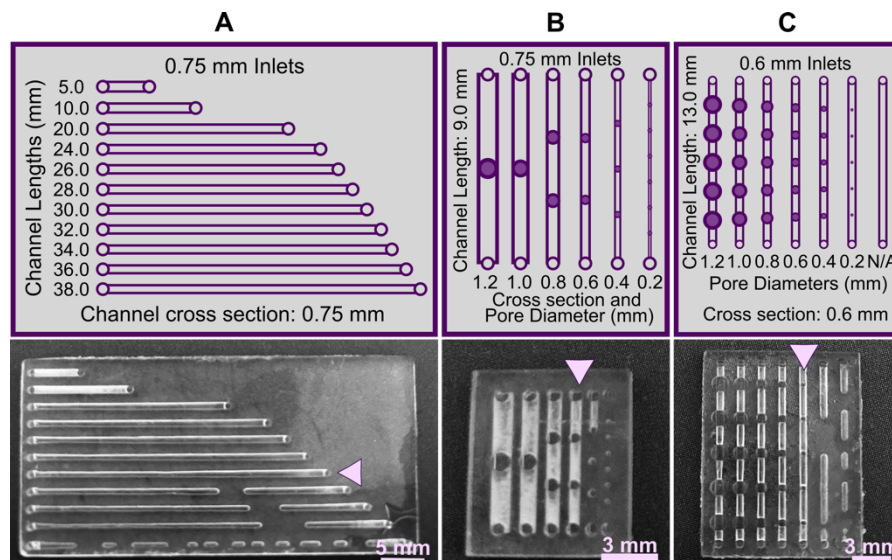 A
B
C
0.75 mm Inlets
Channel Lengths (mm)
5.0
10.0
20.0
24.0
26.0
28.0
30.0
32.0
34.0
36.0
38.0
Channel cross section: 0.75 mm
0.75 mm Inlets
Channel Length: 9.0 mm
1.2 1.0 0.8 0.6 0.4 0.2
Cross section and
Pore Diameter (mm)
0.6 mm Inlets
Channel Length: 13.0 mm
1.2 1.0 0.8 0.6 0.4 0.2 N/A
Pore Diameters (mm)
Cross section: 0.6 mm
5 mm
3 mm
3 mm